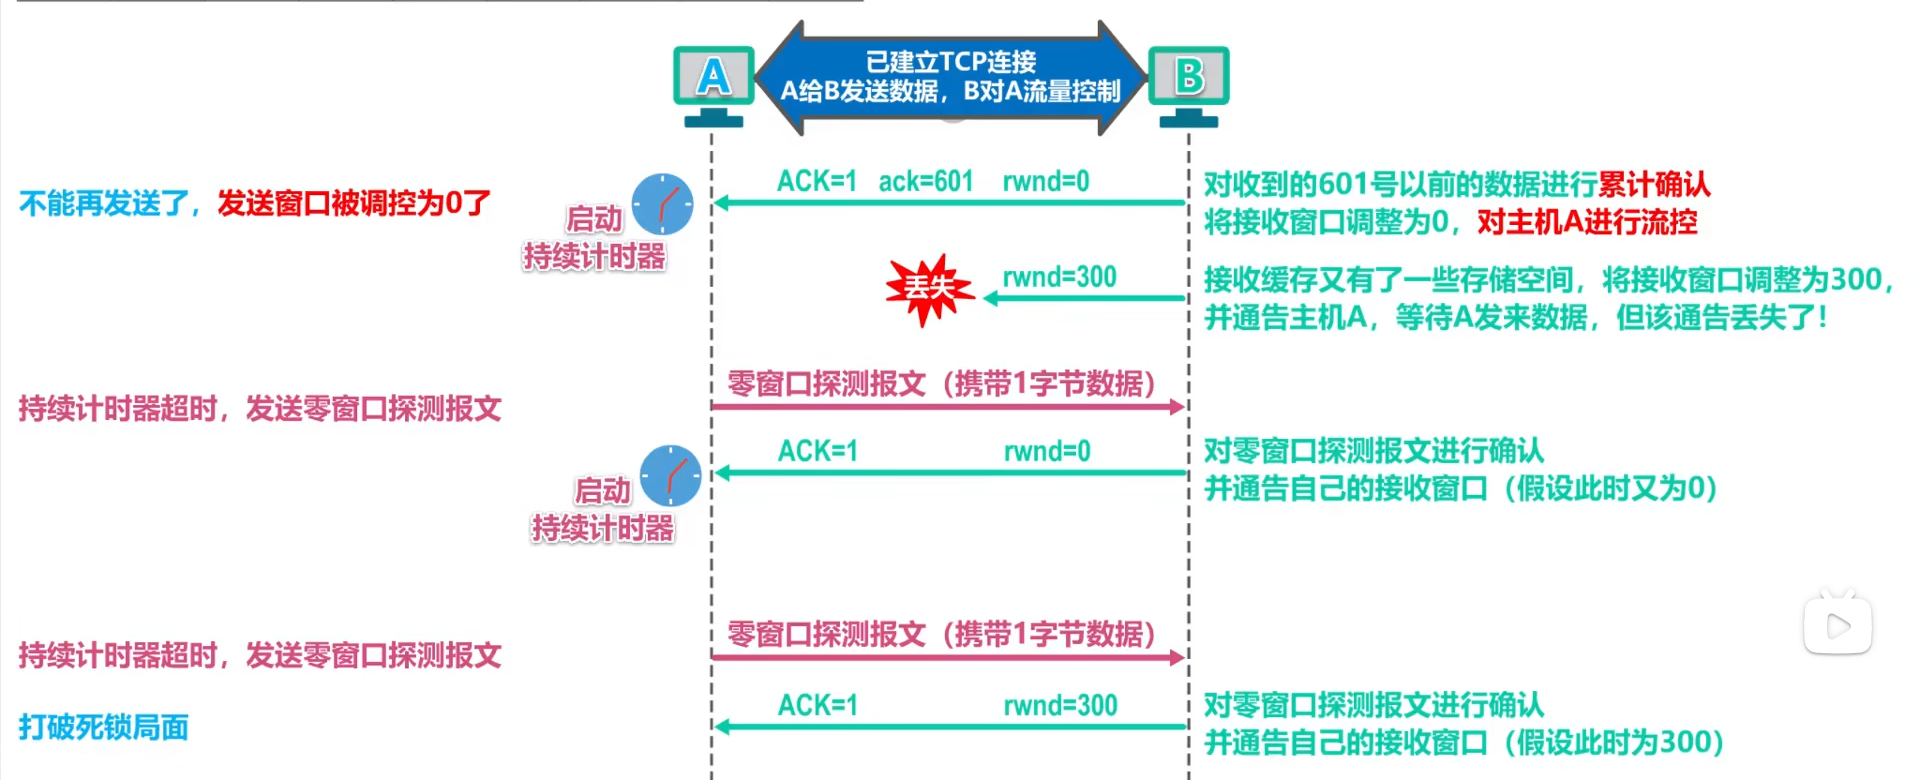 A
已建立TCP连接
A给B发送数据，B对A流量控制
B
不能再发送了，发送窗口被调控为0了
启动
持续计时器
ACK=1 ack=601 rwnd=0
对收到的601号以前的数据进行累计确认
将接收窗口调整为0，对主机A进行流控
丢失
rwnd=300
接收缓存又有了一些存储空间，将接收窗口调整为300，
并通告主机A，等待A发来数据，但该通告丢失了！
持续计时器超时，发送零窗口探测报文
零窗口探测报文（携带1字节数据）
启动
持续计时器
ACK=1 rwnd=0
对零窗口探测报文进行确认
并通告自己的接收窗口（假设此时又为0）
持续计时器超时，发送零窗口探测报文
零窗口探测报文（携带1字节数据）
打破死锁局面
ACK=1 rwnd=300
对零窗口探测报文进行确认
并通告自己的接收窗口（假设此时为300）